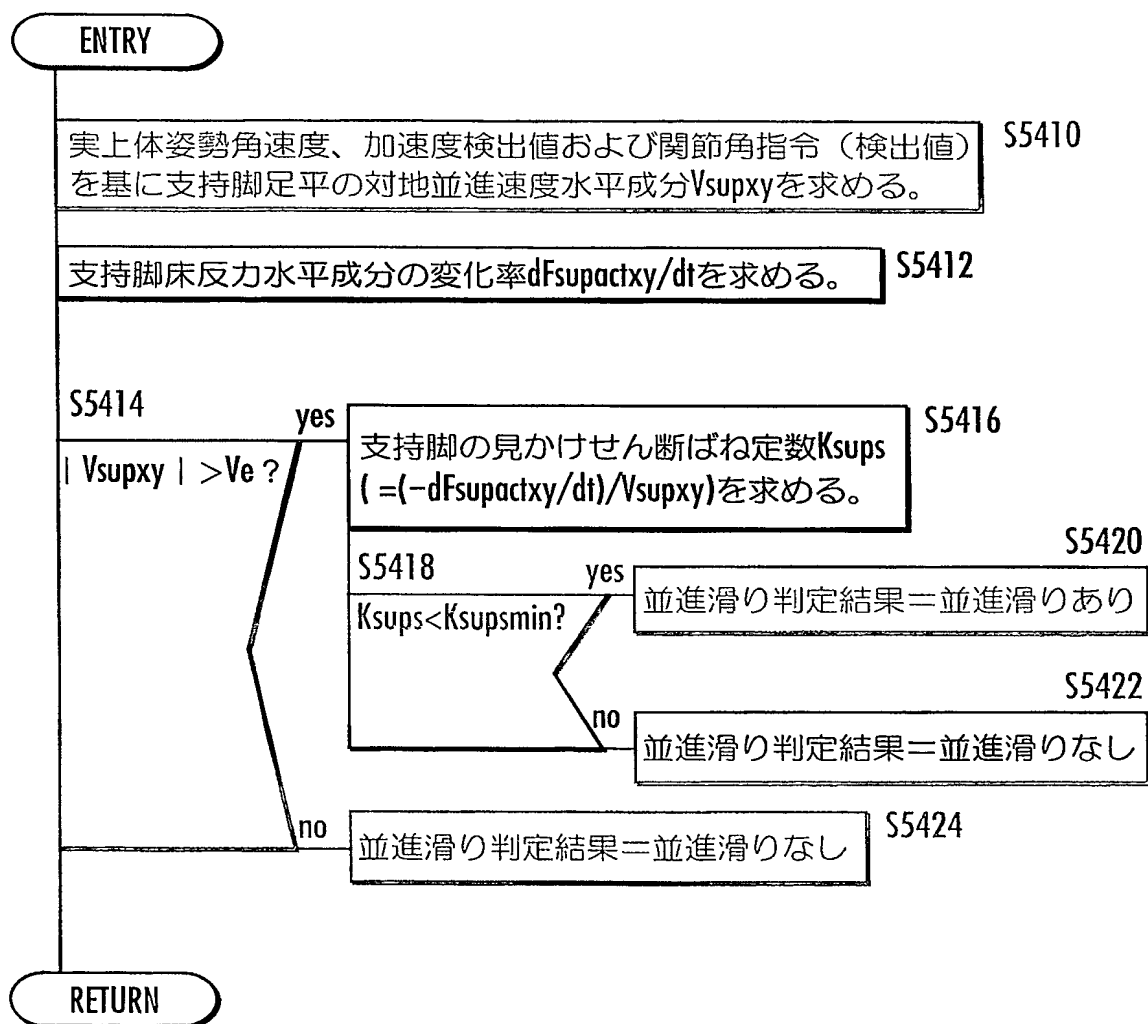 ENTRY
実上体姿勢角速度、加速度検出値および関節角指令（検出値）
を基に支持脚足平の対地並進速度水平成分Vsupxyを求める。
S5410
支持脚床反力水平成分の変化率dFsupactxy/dtを求める。
S5412
S5414
yes
| Vsupxy | >Ve ?
支持脚の見かけせん断ばね定数Ksups
( =(−dFsupactxy/dt)/Vsupxy)を求める。
S5416
S5418
yes
Ksups<Ksupsmin?
S5420
並進滑り判定結果＝並進滑りあり
S5422
no
並進滑り判定結果＝並進滑りなし
no
並進滑り判定結果＝並進滑りなし
S5424
RETURN